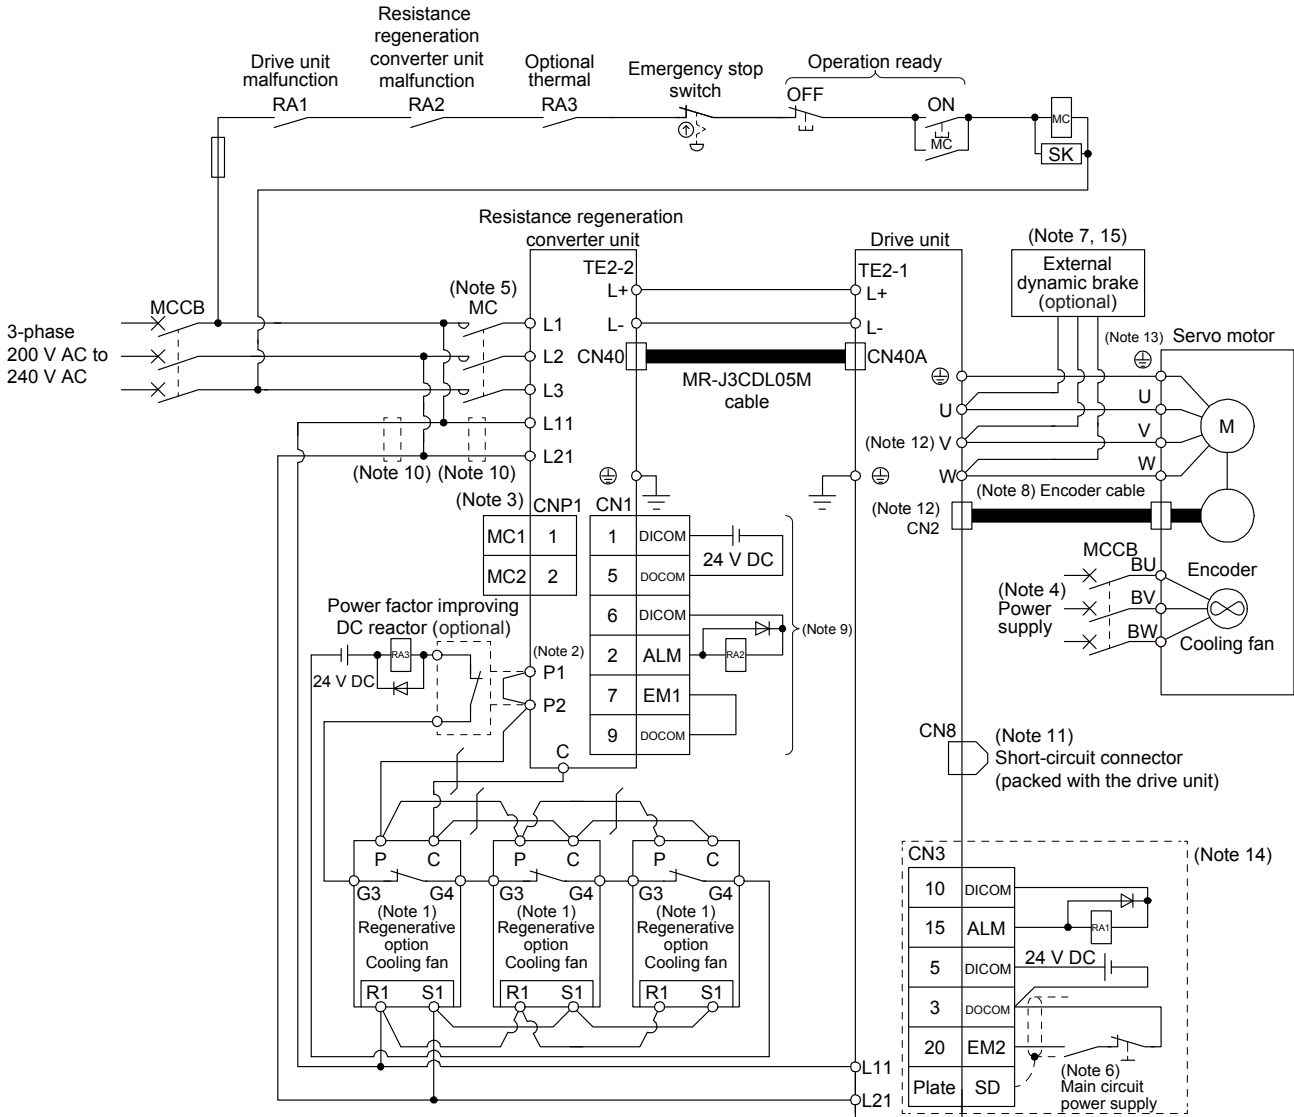 Resistance
regeneration
converter unit
malfunction
Drive unit
malfunction
Optional
thermal
Emergency stop
switch
Operation ready
RA1
RA2
RA3
OFF
ON
MC
MC
SK
Resistance regeneration
converter unit
Drive unit
(Note 7, 15)
External
dynamic brake
(optional)
TE2-2
TE2-1
L+
L+
(Note 5)
MC
MCCB
3-phase
200 V AC to
240 V AC
L1
L-
L-
(Note 13)
Servo motor
L2
CN40
CN40A
MR-J3CDL05M
cable
L3
U
U
M
L11
(Note 12) V
V
L21
(Note 10)
(Note 10)
W
W
(Note 8) Encoder cable
(Note 3)
CNP1
CN1
(Note 12)
CN2
MC1 1
MC2 2
1 DICOM
24 V DC
5 DOCOM
6 DICOM
2 ALM
RA2
7 EM1
9 DOCOM
(Note 9)
MCCB
BU
Encoder
(Note 4)
Power
supply
BV
BW
Cooling fan
Power factor improving
DC reactor (optional)
RA3
24 V DC
(Note 2)
P1
P2
C
CN8
(Note 11)
Short-circuit connector
(packed with the drive unit)
P C
P C
P C
G3 G4
G3 G4
G3 G4
(Note 1)
Regenerative
option
Cooling fan
(Note 1)
Regenerative
option
Cooling fan
(Note 1)
Regenerative
option
Cooling fan
R1 S1
R1 S1
R1 S1
CN3
(Note 14)
10 DICOM
15 ALM
RA1
5 DICOM
24 V DC
3 DOCOM
20 EM2
Plate SD
(Note 6)
Main circuit
power supply
L11
L21